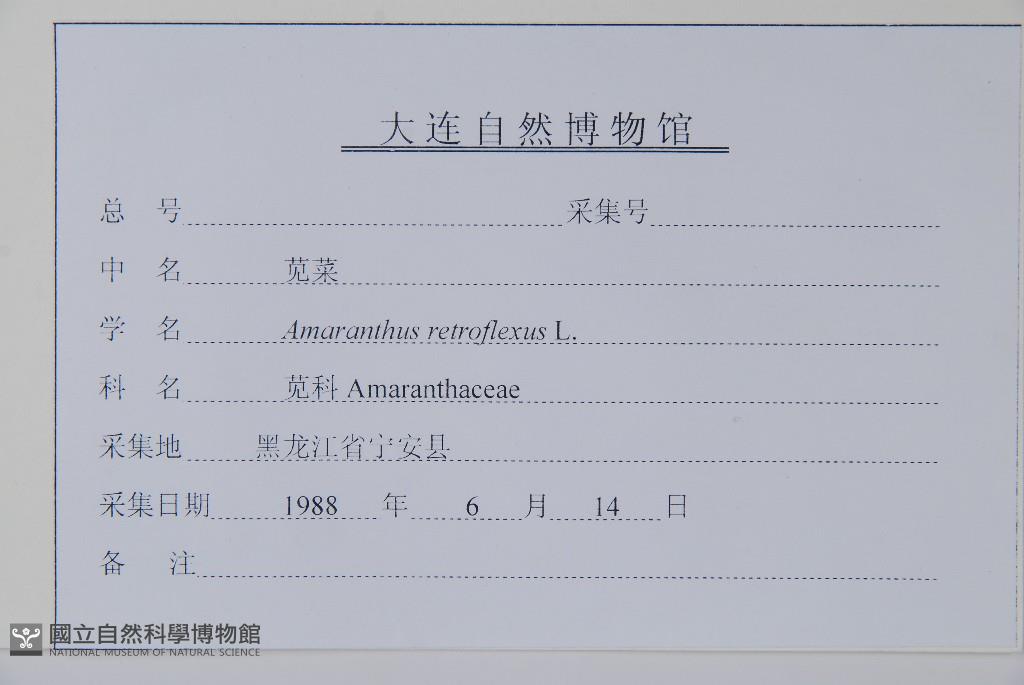 大连自然博物馆
总 号 采集号
中 名 苋菜
学 名 Amaranthus retroflexus L.
科 名 苋科 Amaranthaceae
采集地 黑龙江省宁安县
采集日期 1988 年 6 月 14 日
备 注
國立自然科學博物館
NATIONAL MUSEUM OF NATURAL SCIENCE